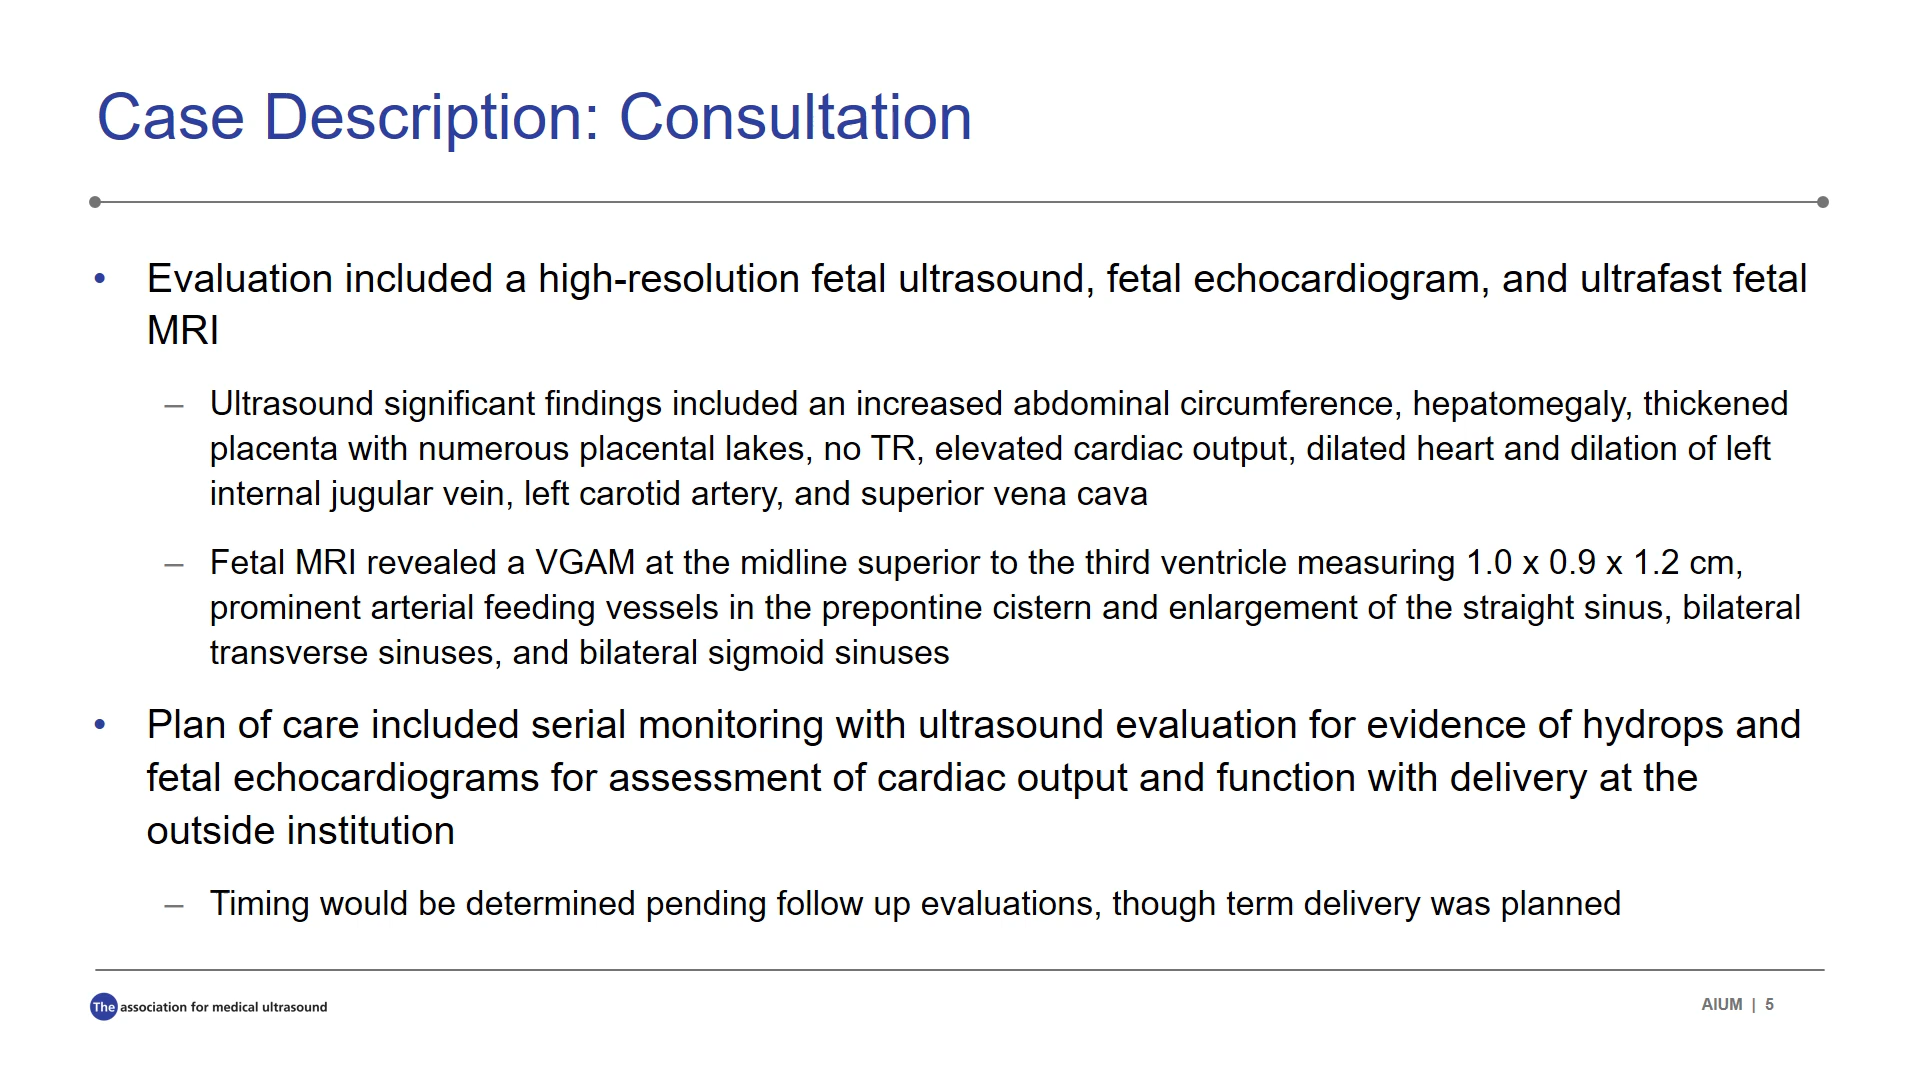 Case Description: Consultation
• Evaluation included a high-resolution fetal ultrasound, fetal echocardiogram, and ultrafast fetal
MRI
– Ultrasound significant findings included an increased abdominal circumference, hepatomegaly, thickened
placenta with numerous placental lakes, no TR, elevated cardiac output, dilated heart and dilation of left
internal jugular vein, left carotid artery, and superior vena cava
– Fetal MRI revealed a VGAM at the midline superior to the third ventricle measuring 1.0 x 0.9 x 1.2 cm,
prominent arterial feeding vessels in the prepontine cistern and enlargement of the straight sinus, bilateral
transverse sinuses, and bilateral sigmoid sinuses
• Plan of care included serial monitoring with ultrasound evaluation for evidence of hydrops and
fetal echocardiograms for assessment of cardiac output and function with delivery at the
outside institution
– Timing would be determined pending follow up evaluations, though term delivery was planned
The association for medical ultrasound
AIUM | 5